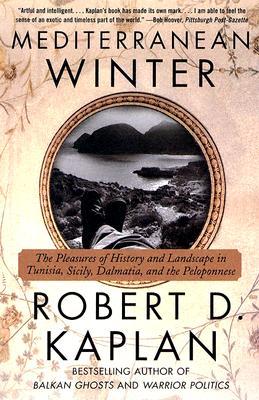 "Artful and intelligent. . . . Kaplan's book has made its own mark. . . . I am able to feel the
sense of an exotic and timeless part of the world." —Bob Hoover, Pittsburgh Post-Gazette
MEDITERRANEAN
WINTER
The Pleasures of History and Landscape in
Tunisia, Sicily, Dalmatia, and the Peloponnese
ROBERT D.
KAPLAN
BESTSELLING AUTHOR OF
BALKAN GHOSTS AND WARRIOR POLITICS